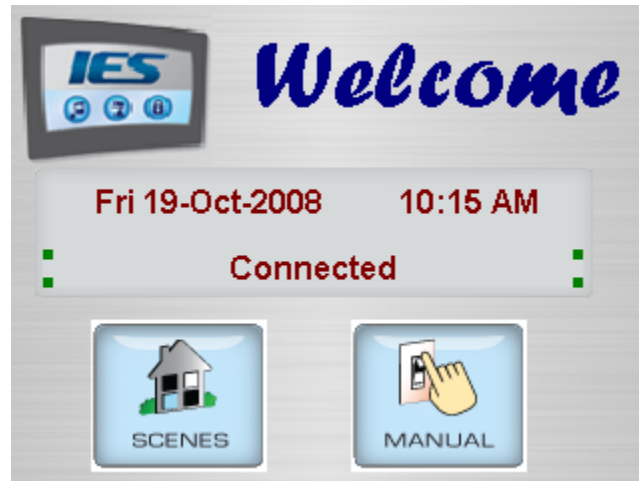 IES
Welcome
Fri 19-Oct-2008 10:15 AM
Connected
SCENES MANUAL